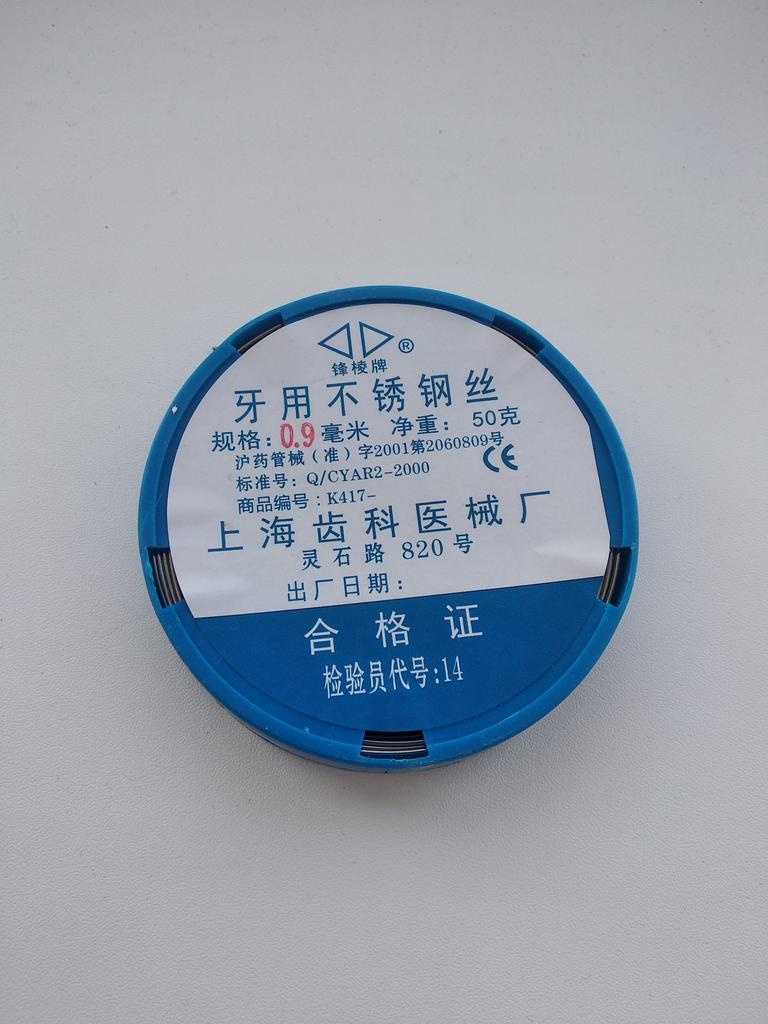 ®
锋棱牌
牙用不锈钢丝
规格：0.9毫米 净重：50克
沪药管械（准）字2001第2060809号
标准号：Q/CYAR2-2000 CE
商品编号：K417-
上海齿科医械厂
灵石路 820 号
出厂日期：
合格证
检验员代号:14